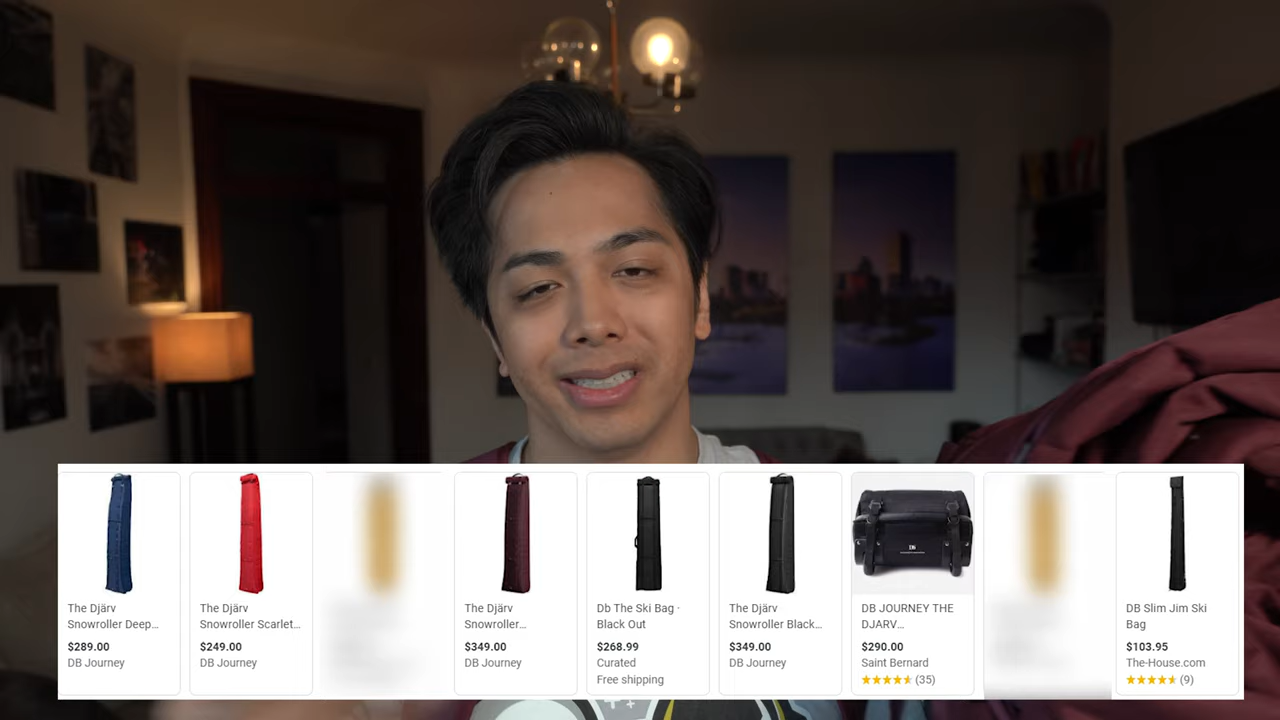 The Djärv
Snowroller Deep...
$289.00
DB Journey
The Djärv
Snowroller Scarlet...
$249.00
DB Journey
The Djärv
Snowroller...
$349.00
DB Journey
Db The Ski Bag ·
Black Out
$268.99
Curated
Free shipping
The Djärv
Snowroller Black...
$349.00
DB Journey
Db
DB JOURNEY THE
DJARV...
$290.00
Saint Bernard
(35)
DB Slim Jim Ski
Bag
$103.95
The-House.com
(9)